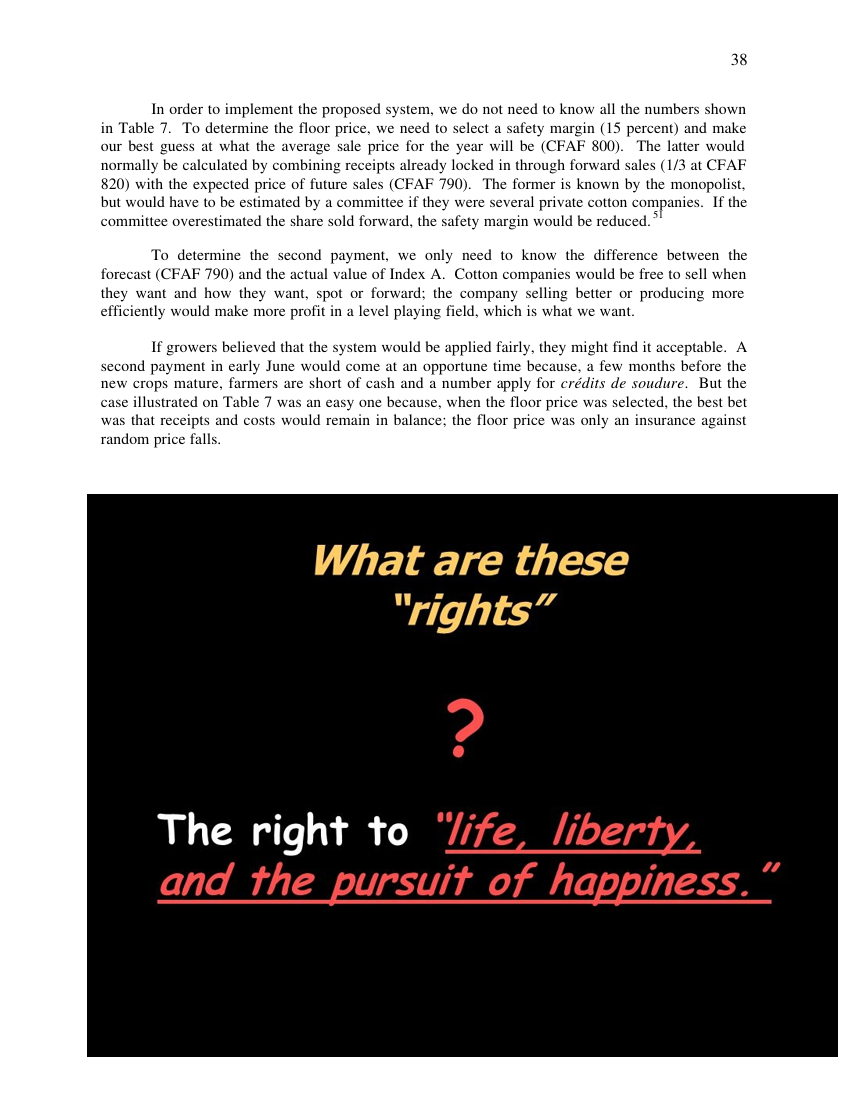 38
In order to implement the proposed system, we do not need to know all the numbers shown
in Table 7. To determine the floor price, we need to select a safety margin (15 percent) and make
our best guess at what the average sale price for the year will be (CFAF 800). The latter would
normally be calculated by combining receipts already locked in through forward sales (1/3 at CFAF
820) with the expected price of future sales (CFAF 790). The former is known by the monopolist,
but would have to be estimated by a committee if they were several private cotton companies. If the
committee overestimated the share sold forward, the safety margin would be reduced. 51
To determine the second payment, we only need to know the difference between the
forecast (CFAF 790) and the actual value of Index A. Cotton companies would be free to sell when
they want and how they want, spot or forward; the company selling better or producing more
efficiently would make more profit in a level playing field, which is what we want.
If growers believed that the system would be applied fairly, they might find it acceptable. A
second payment in early June would come at an opportune time because, a few months before the
new crops mature, farmers are short of cash and a number apply for crédits de soudure. But the
case illustrated on Table 7 was an easy one because, when the floor price was selected, the best bet
was that receipts and costs would remain in balance; the floor price was only an insurance against
random price falls.
What are these
“rights”
?
The right to “life, liberty,
and the pursuit of happiness.”